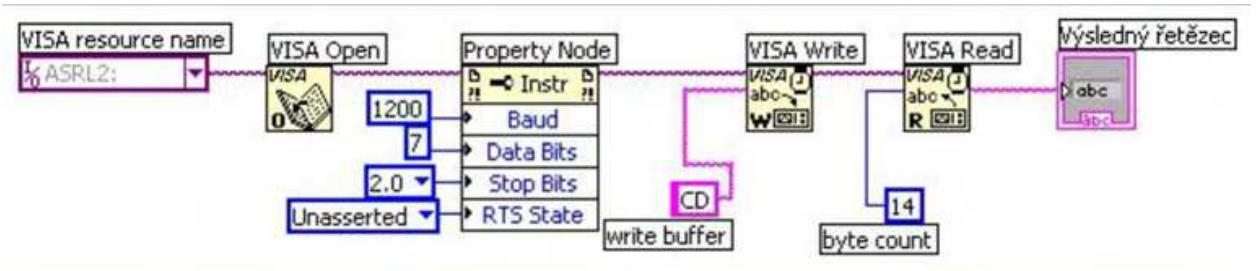 VISA resource name
I/O ASRL2:
VISA Open
VISA
O
Property Node
Instr
Baud
Data Bits
Stop Bits
RTS State
1200
7
2.0
Unasserted
VISA Write
VISA
abc
W
CD
write buffer
VISA Read
VISA
abc
R
14
byte count
Výsledný řetězec
abc
abc